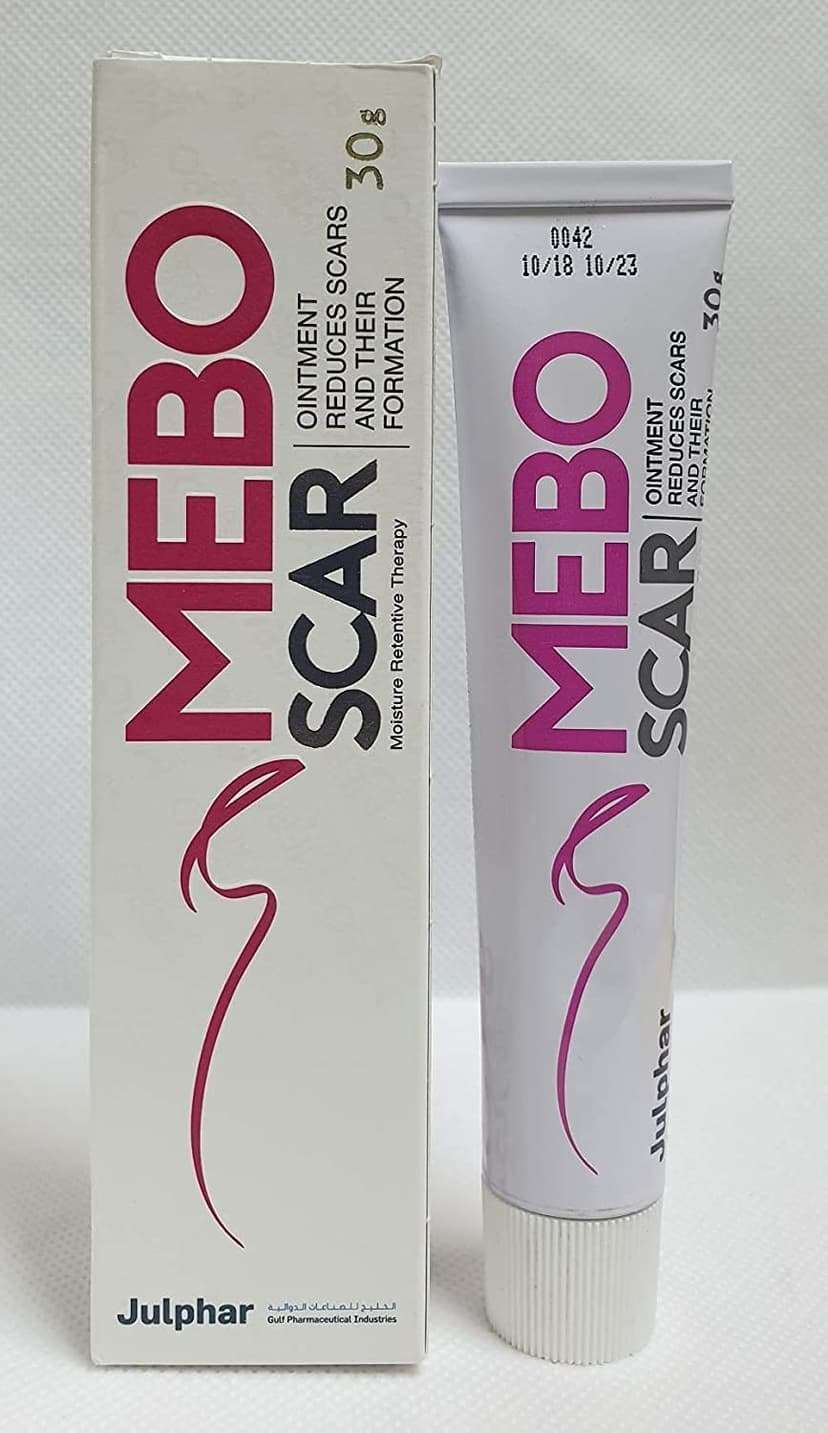 MEBO
SCAR
OINTMENT
REDUCES SCARS
AND THEIR
FORMATION
30g
Moisture Retentive Therapy
Julphar
الخليج للصناعات الدوائية
Gulf Pharmaceutical Industries
0042
10/18 10/23
MEBO
SCAR
OINTMENT
REDUCES SCARS
AND THEIR
FORMATION
30g
Julphar